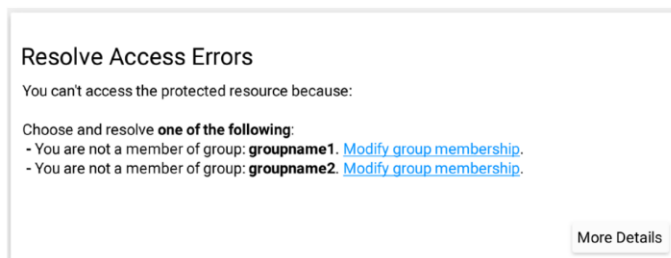 Resolve Access Errors
You can't access the protected resource because:
Choose and resolve one of the following:
- You are not a member of group: groupname1. Modify group membership.
- You are not a member of group: groupname2. Modify group membership.
More Details